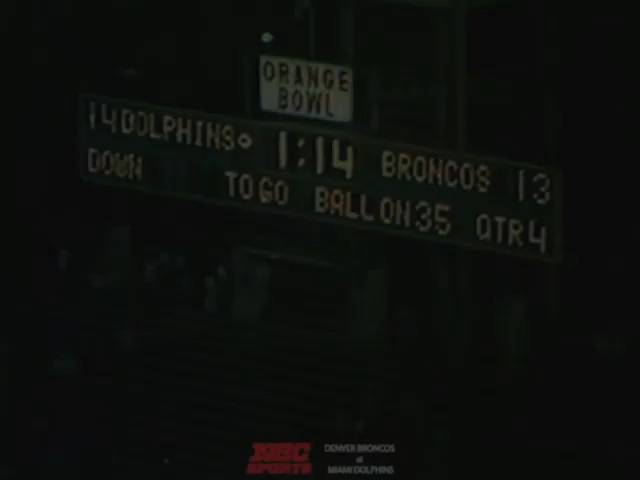 ORANGE
BOWL
14 DOLPHINS 1:14 BRONCOS 13
DOWN TO GO BALL ON 35 QTR 4
NBC DENVER BRONCOS
SPORTS at
MIAMI DOLPHINS